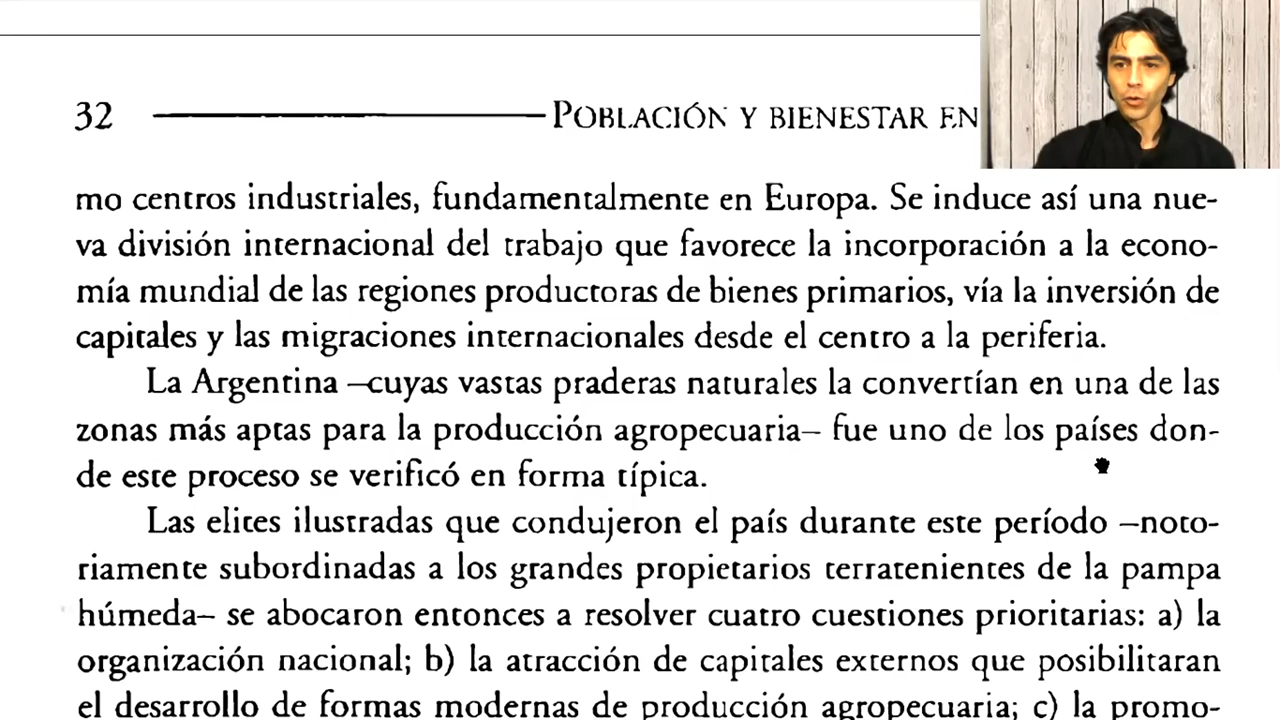 32 POBLACIÓN Y BIENESTAR EN
mo centros industriales, fundamentalmente en Europa. Se induce así una nue-
va división internacional del trabajo que favorece la incorporación a la econo-
mía mundial de las regiones productoras de bienes primarios, vía la inversión de
capitales y las migraciones internacionales desde el centro a la periferia.
La Argentina –cuyas vastas praderas naturales la convertían en una de las
zonas más aptas para la producción agropecuaria– fue uno de los países don-
de este proceso se verificó en forma típica.
Las elites ilustradas que condujeron el país durante este período –noto-
riamente subordinadas a los grandes propietarios terratenientes de la pampa
húmeda– se abocaron entonces a resolver cuatro cuestiones prioritarias: a) la
organización nacional; b) la atracción de capitales externos que posibilitaran
el desarrollo de formas modernas de producción agropecuaria; c) la promo-